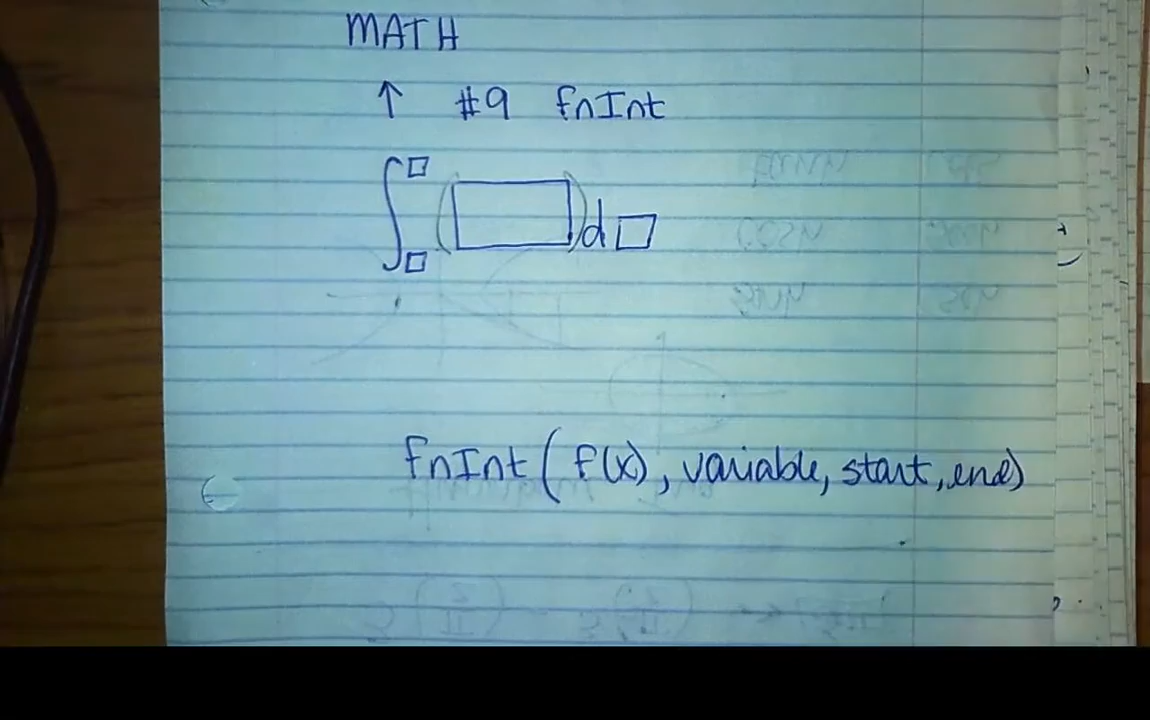 MATH
↑ #9 fnInt
∫□□(□)d□
fnInt(f(x), variable, start, end)